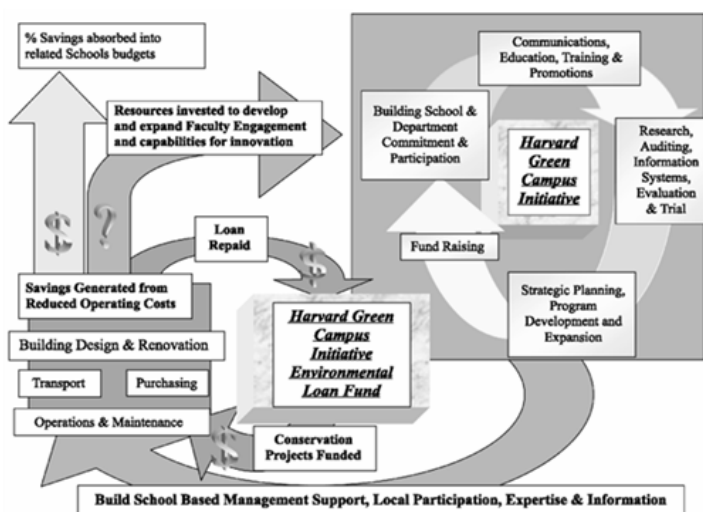 % Savings absorbed into
related Schools budgets
Resources invested to develop
and expand Faculty Engagement
and capabilities for innovation
$
?
Loan
Repaid
$
Savings Generated from
Reduced Operating Costs
Building Design & Renovation
Transport
Purchasing
Operations & Maintenance
Harvard Green
Campus
Initiative
Environmental
Loan Fund
$
Conservation
Projects Funded
Communications,
Education, Training &
Promotions
Building School &
Department
Commitment &
Participation
Harvard
Green
Campus
Initiative
Research,
Auditing,
Information
Systems,
Evaluation
& Trial
Fund Raising
Strategic Planning,
Program
Development and
Expansion
Build School Based Management Support, Local Participation, Expertise & Information